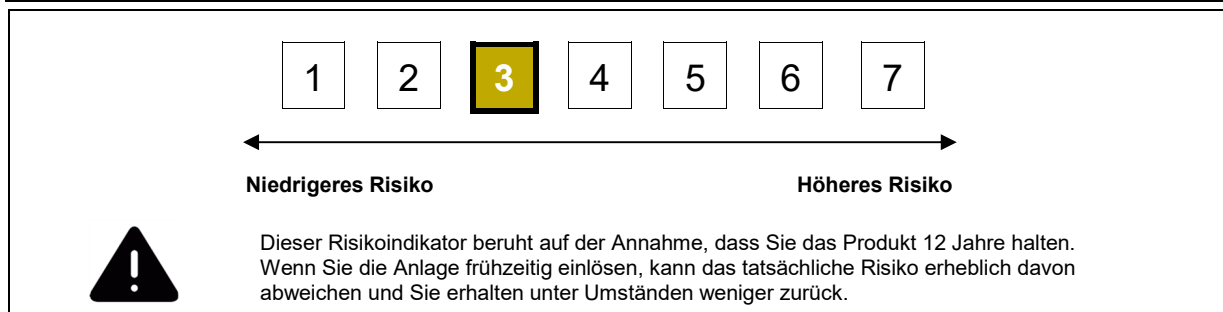 1 2 3 4 5 6 7
Niedrigeres Risiko Höheres Risiko
Dieser Risikoindikator beruht auf der Annahme, dass Sie das Produkt 12 Jahre halten.
Wenn Sie die Anlage frühzeitig einlösen, kann das tatsächliche Risiko erheblich davon
abweichen und Sie erhalten unter Umständen weniger zurück.